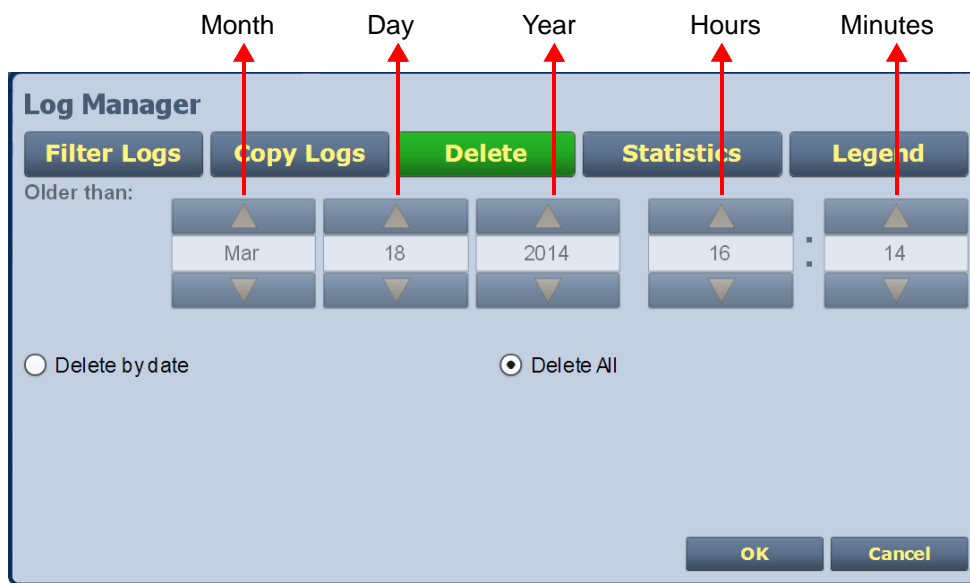 Month Day Year Hours Minutes
Log Manager
Filter Logs Copy Logs Delete Statistics Legend
Older than:
Mar 18 2014 16 : 14
Delete by date Delete All
OK Cancel